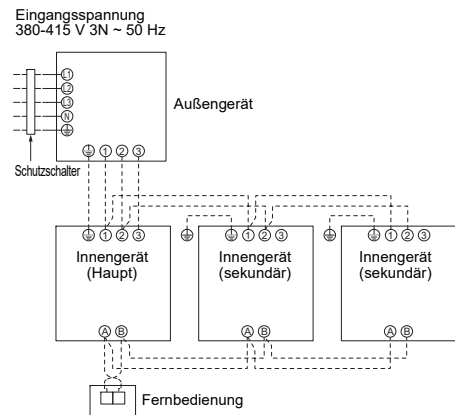 Eingangsspannung
380-415 V 3N ~ 50 Hz
L1
L2
L3
N
Außengerät
1 2 3
Schutzschalter
1 2 3
1 2 3
1 2 3
Innengerät
(Haupt)
Innengerät
(sekundär)
Innengerät
(sekundär)
A B
A B
A B
Fernbedienung